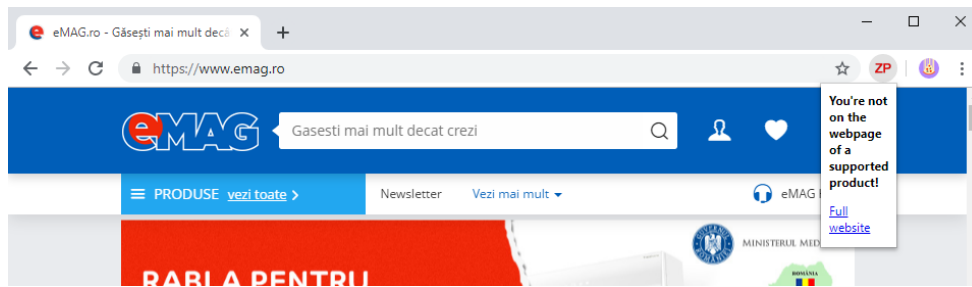 eMAG.ro - Găsești mai mult decâ
https://www.emag.ro
ZP
You're not
on the
webpage
of a
supported
product!
Full
website
eMAG
Gasesti mai mult decat crezi
PRODUSE vezi toate >
Newsletter
Vezi mai mult
eMAG
GUVERNUL
ROMÂNIEI
MINISTERUL MED
ROMÂNIA
RABLA PENTRU